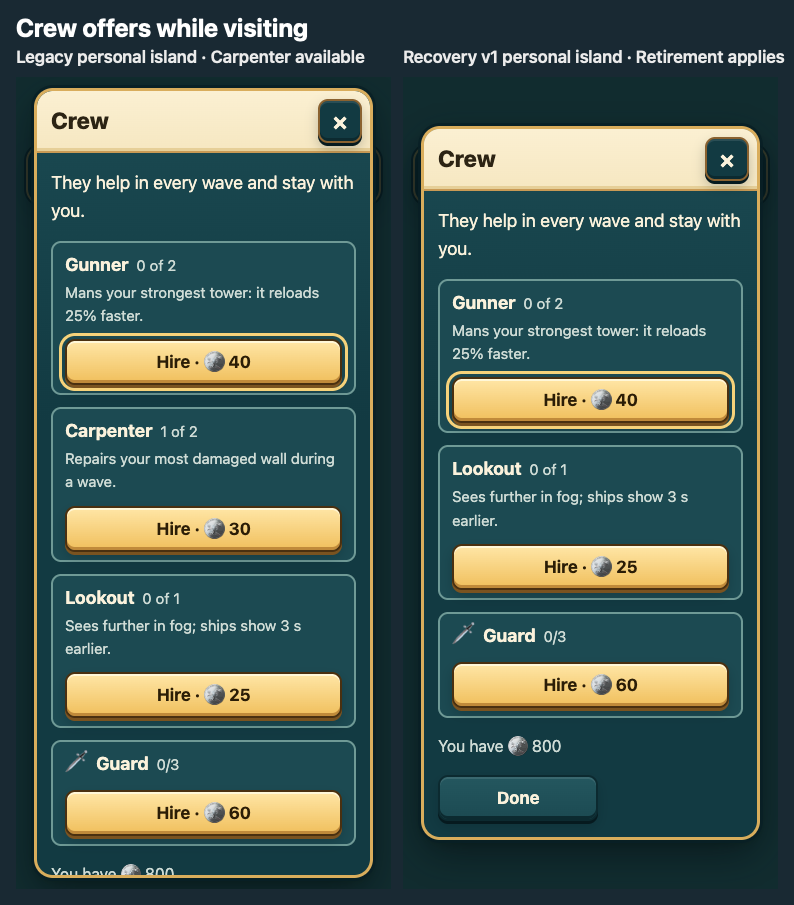 Crew offers while visiting
Legacy personal island · Carpenter available
Crew
×
They help in every wave and stay with
you.
Gunner 0 of 2
Mans your strongest tower: it reloads
25% faster.
Hire · 40
Carpenter 1 of 2
Repairs your most damaged wall during
a wave.
Hire · 30
Lookout 0 of 1
Sees further in fog; ships show 3 s
earlier.
Hire · 25
Guard 0/3
Hire · 60
You have 800
Recovery v1 personal island · Retirement applies
Crew
×
They help in every wave and stay with
you.
Gunner 0 of 2
Mans your strongest tower: it reloads
25% faster.
Hire · 40
Lookout 0 of 1
Sees further in fog; ships show 3 s
earlier.
Hire · 25
Guard 0/3
Hire · 60
You have 800
Done